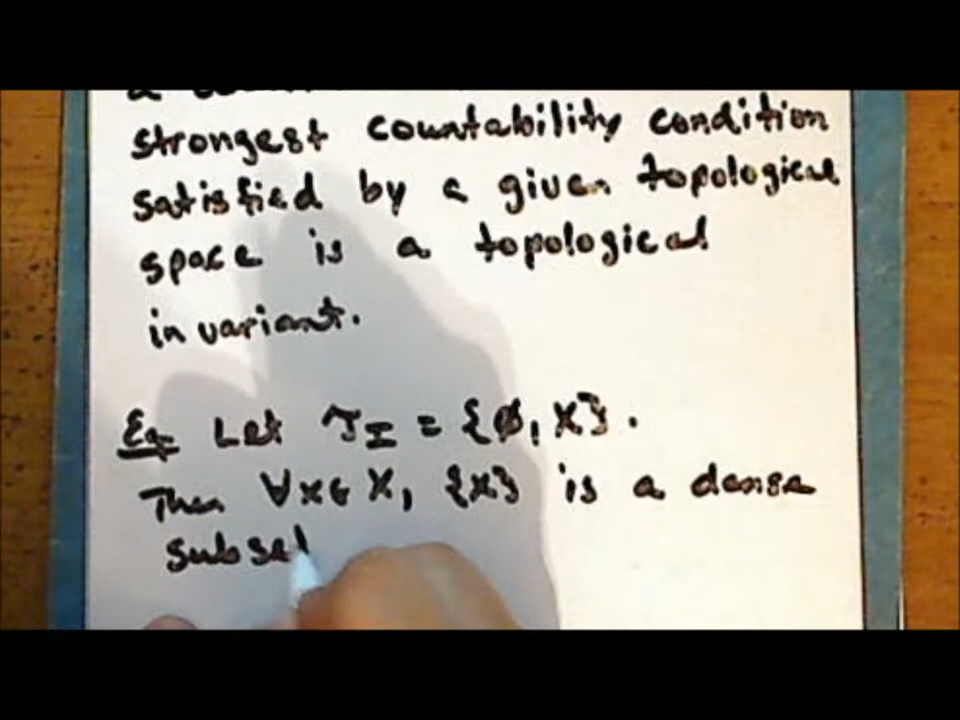 a
strongest countability condition
satisfied by a given topological
space is a topological
invariant.
Eg Let 𝒯_I = {∅, X}.
Then ∀x∈X, {x} is a dense
subset